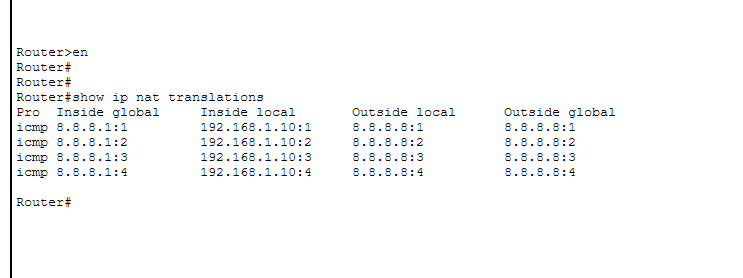 Router>en
Router#
Router#
Router#show ip nat translations
Pro  Inside global     Inside local       Outside local      Outside global
icmp 8.8.8.1:1         192.168.1.10:1     8.8.8.8:1          8.8.8.8:1
icmp 8.8.8.1:2         192.168.1.10:2     8.8.8.8:2          8.8.8.8:2
icmp 8.8.8.1:3         192.168.1.10:3     8.8.8.8:3          8.8.8.8:3
icmp 8.8.8.1:4         192.168.1.10:4     8.8.8.8:4          8.8.8.8:4
Router#